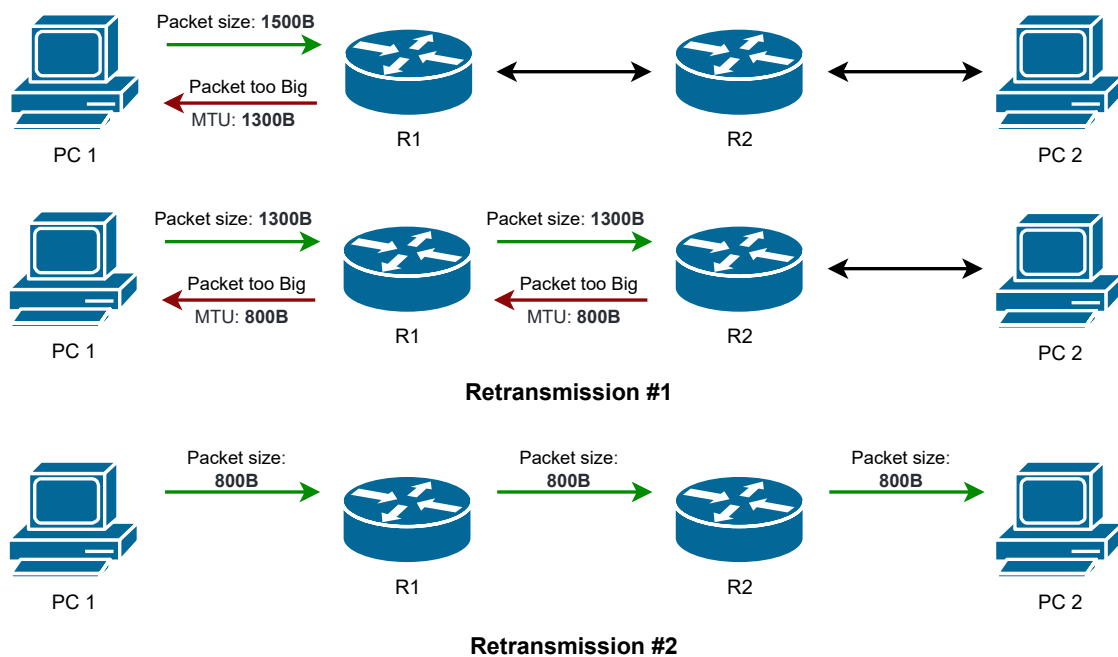 Packet size: 1500B
Packet too Big
MTU: 1300B
PC 1
R1
R2
PC 2
Packet size: 1300B
Packet size: 1300B
Packet too Big
Packet too Big
MTU: 800B
MTU: 800B
PC 1
R1
R2
PC 2
Retransmission #1
Packet size:
800B
Packet size:
800B
Packet size:
800B
PC 1
R1
R2
PC 2
Retransmission #2